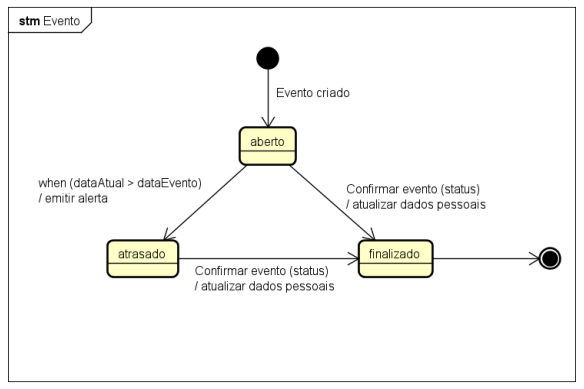 stm Evento
Evento criado
aberto
when (dataAtual > dataEvento)
/ emitir alerta
Confirmar evento (status)
/ atualizar dados pessoais
atrasado
finalizado
Confirmar evento (status)
/ atualizar dados pessoais